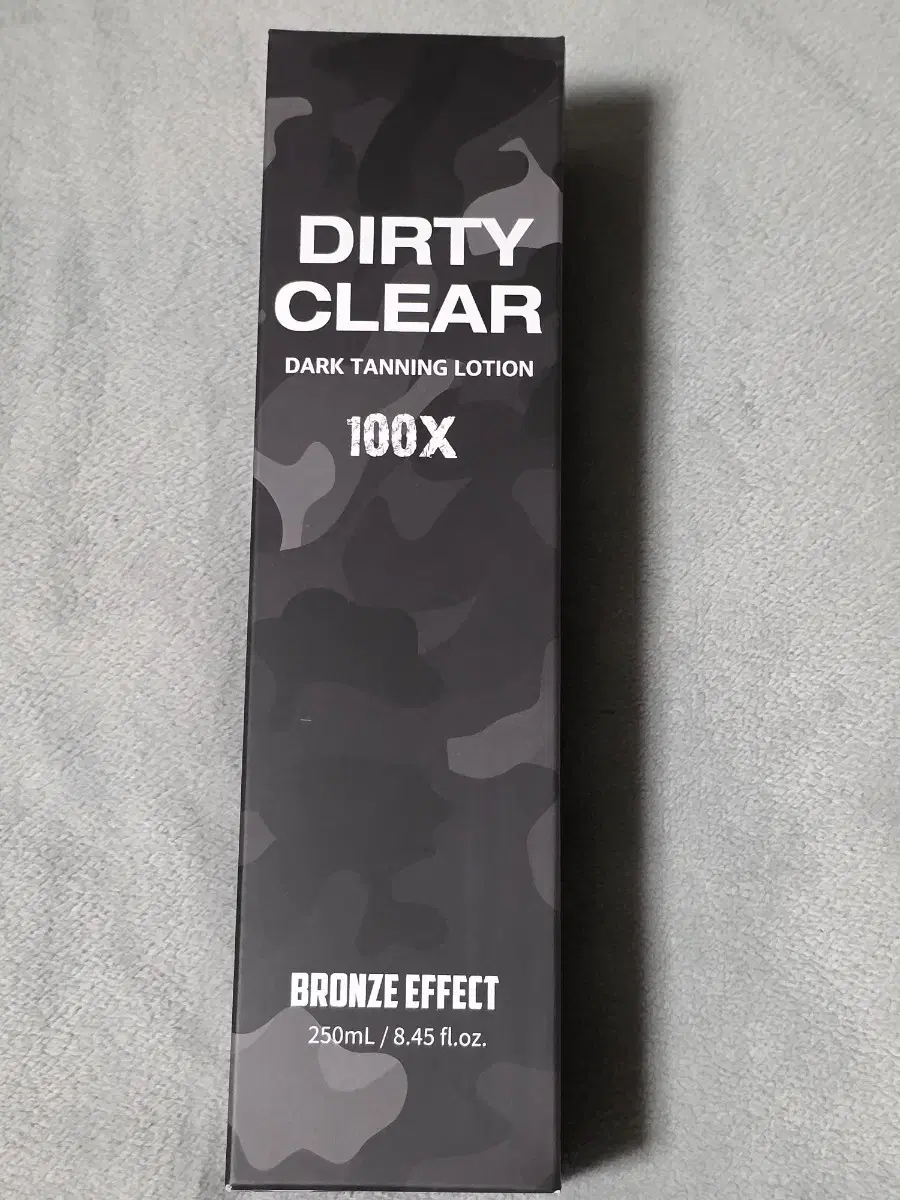 DIRTY
CLEAR
DARK TANNING LOTION
100X
BRONZE EFFECT
250mL / 8.45 fl.oz.